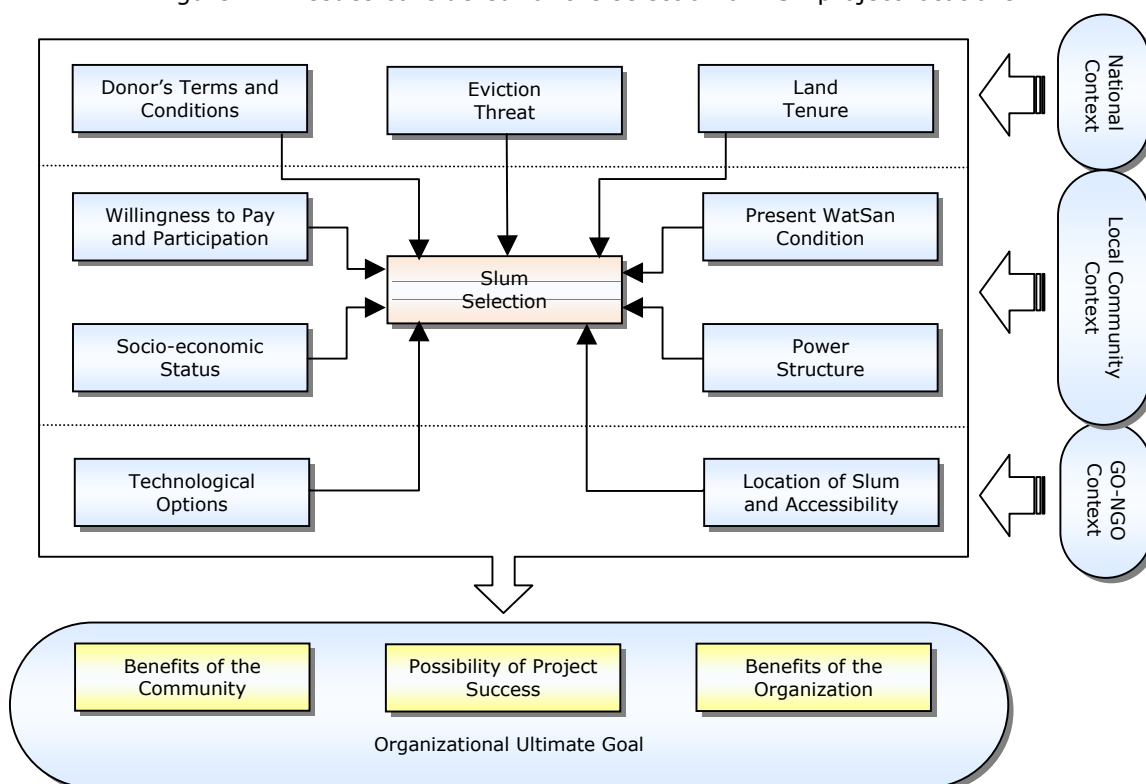 Donor's Terms and
Conditions
Eviction
Threat
Land
Tenure
National
Context
Willingness to Pay
and Participation
Present WatSan
Condition
Slum
Selection
Local Community
Context
Socio-economic
Status
Power
Structure
Technological
Options
Location of Slum
and Accessibility
GO-NGO
Context
Benefits of the
Community
Possibility of Project
Success
Benefits of the
Organization
Organizational Ultimate Goal